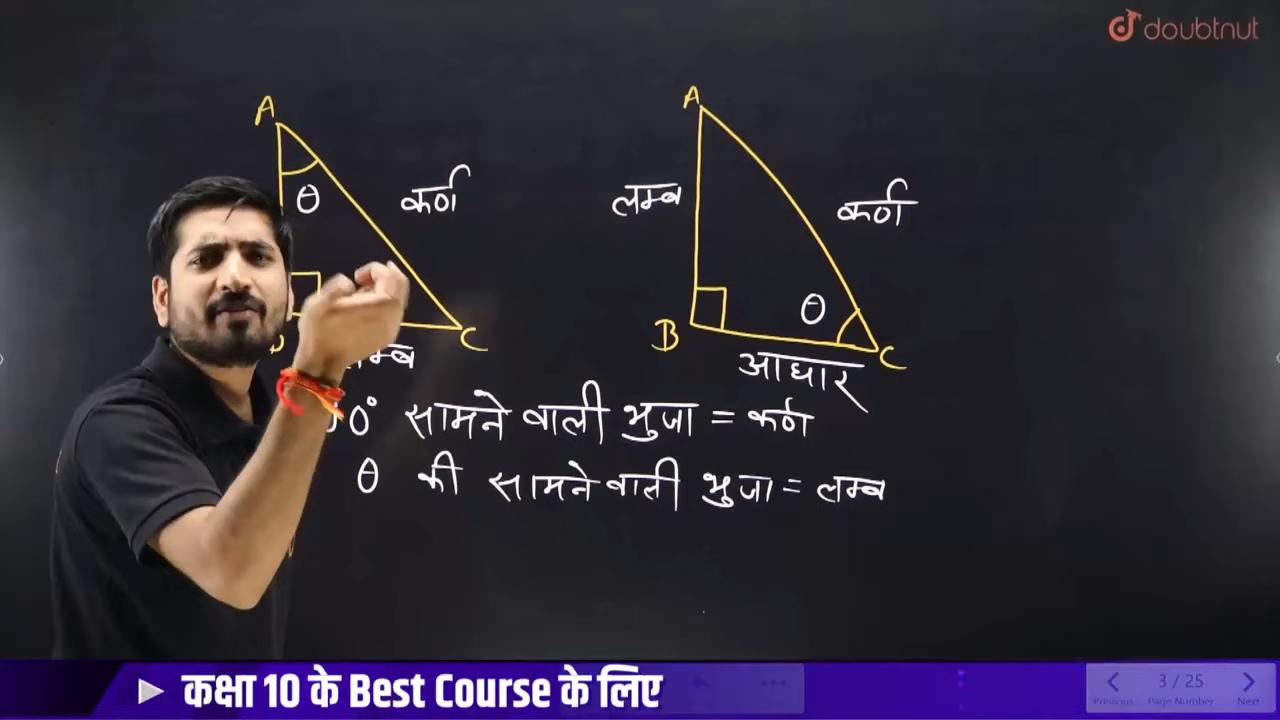 doubtnut
A
A
θ
कर्ण
लम्ब
कर्ण
θ
B
C
C
आधार
0° सामने वाली भुजा = कर्ण
θ की सामने वाली भुजा = लम्ब
कक्षा 10 के Best Course के लिए
3 / 25
Previous Page Number Next